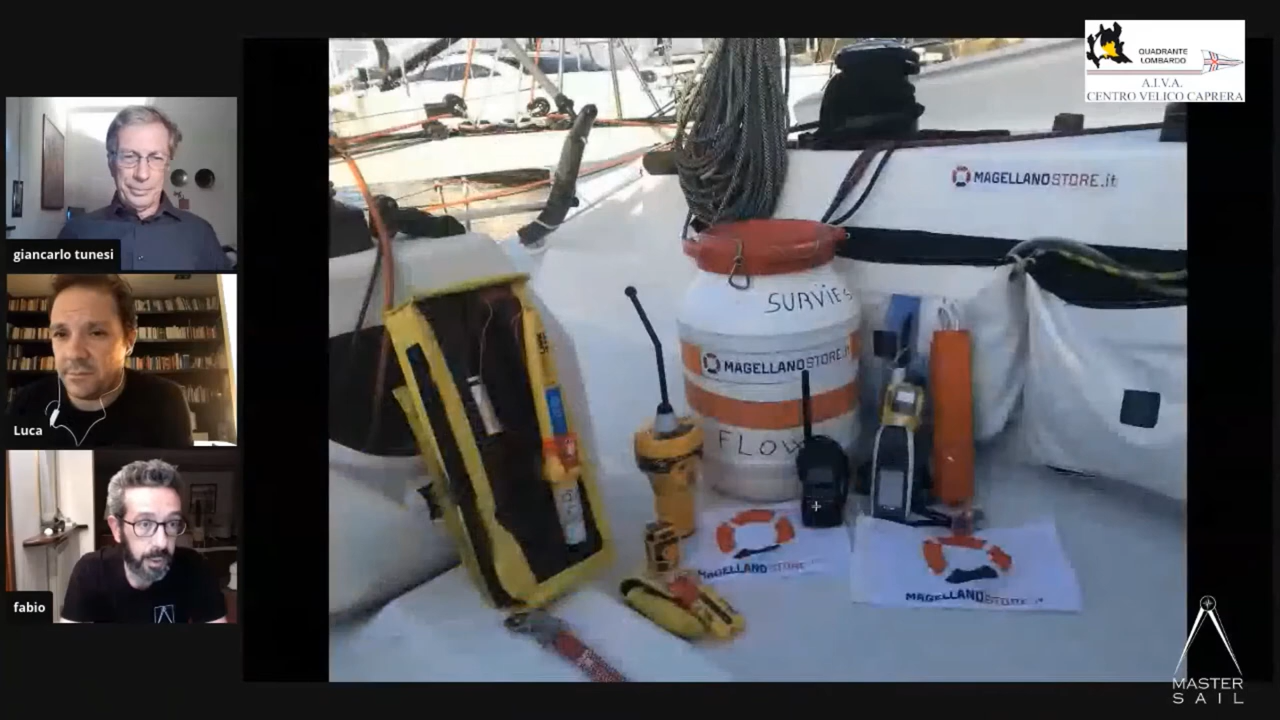 QUADRANTE
LOMBARDO
A.I.V.A.
CENTRO VELICO CAPRERA
giancarlo tunesi
Luca
fabio
MAGELLANOSTORE.it
SURVIES
MAGELLANOSTORE.it
FLOW
MAGELLANOSTORE.it
MAGELLANOSTORE.it
MASTER
SAIL